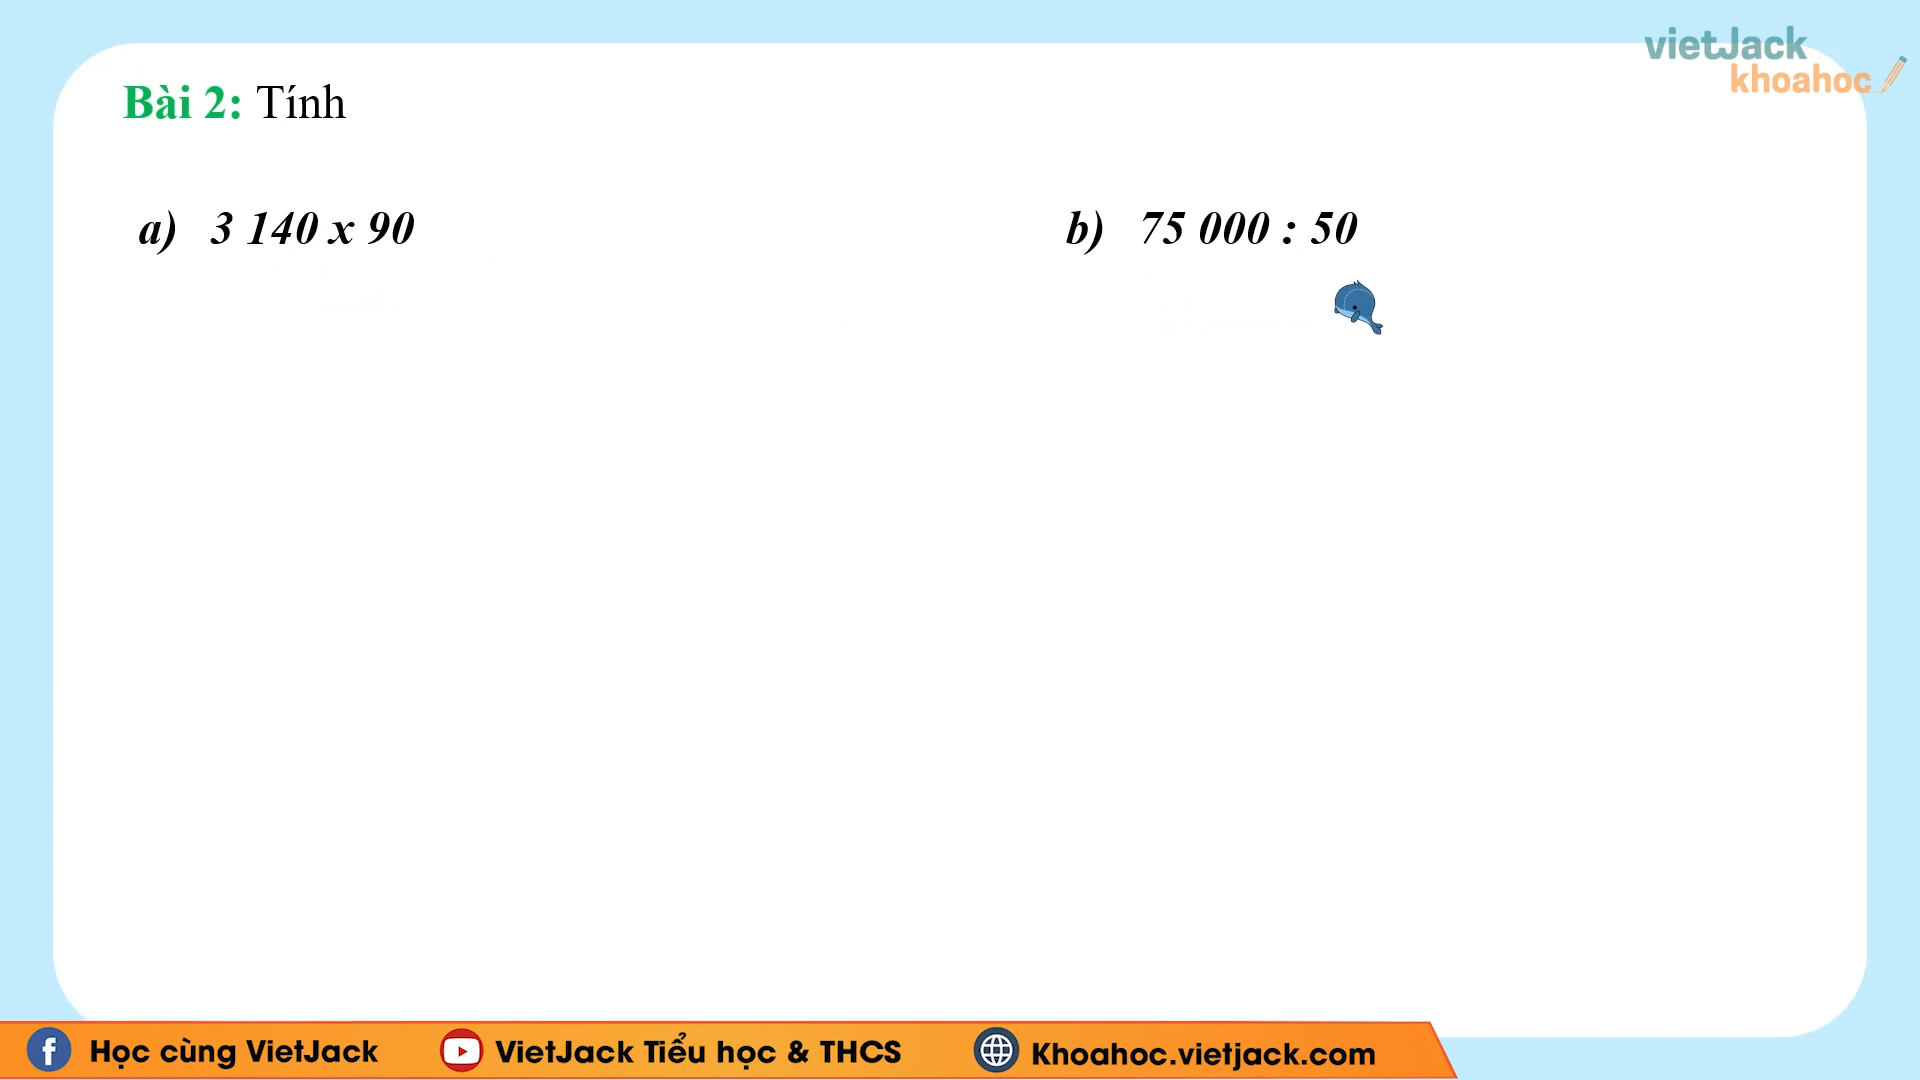 vietJack
khoahoc
Bài 2: Tính
a) 3 140 x 90
b) 75 000 : 50
Học cùng VietJack
VietJack Tiểu học & THCS
Khoahoc.vietjack.com